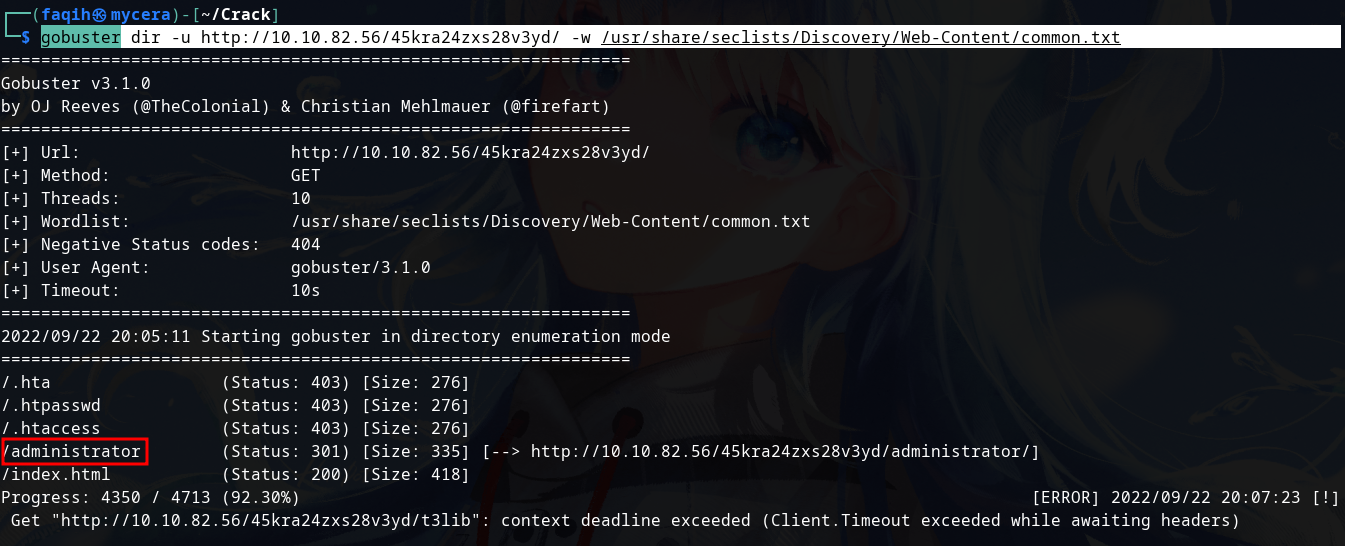 ┌──(faqih㉿mycera)-[~/Crack]
└─$ gobuster dir -u http://10.10.82.56/45kra24zxs28v3yd/ -w /usr/share/seclists/Discovery/Web-Content/common.txt
===============================================================
Gobuster v3.1.0
by OJ Reeves (@TheColonial) & Christian Mehlmauer (@firefart)
===============================================================
[+] Url:                     http://10.10.82.56/45kra24zxs28v3yd/
[+] Method:                  GET
[+] Threads:                 10
[+] Wordlist:                /usr/share/seclists/Discovery/Web-Content/common.txt
[+] Negative Status codes:   404
[+] User Agent:              gobuster/3.1.0
[+] Timeout:                 10s
===============================================================
2022/09/22 20:05:11 Starting gobuster in directory enumeration mode
===============================================================
/.hta                 (Status: 403) [Size: 276]
/.htpasswd            (Status: 403) [Size: 276]
/.htaccess            (Status: 403) [Size: 276]
/administrator        (Status: 301) [Size: 335] [--> http://10.10.82.56/45kra24zxs28v3yd/administrator/]
/index.html           (Status: 200) [Size: 418]
Progress: 4350 / 4713 (92.30%)                                                                         [ERROR] 2022/09/22 20:07:23 [!]
 Get "http://10.10.82.56/45kra24zxs28v3yd/t3lib": context deadline exceeded (Client.Timeout exceeded while awaiting headers)